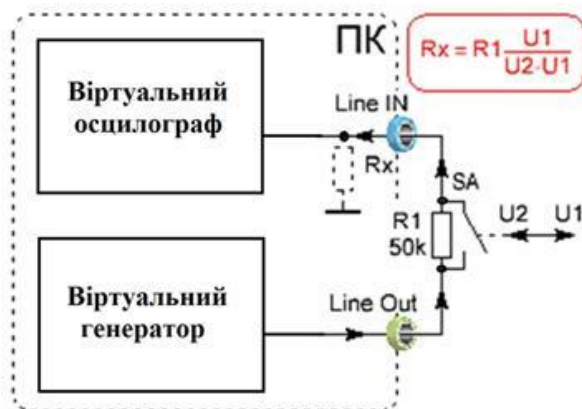 ПК
Rx = R1 U1
U2-U1
Віртуальний
осцилограф
Line IN
Rx
SA
R1
50k
U2 U1
Віртуальний
генератор
Line Out